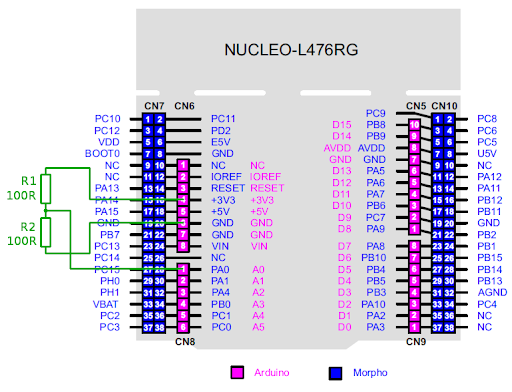 NUCLEO-L476RG
CN7 CN6 CN5 CN10
PC10 1 2 PC11 PC9 1 2 PC8
PC12 3 4 PD2 D15 PB8 10 3 4 PC6
VDD 5 6 E5V D14 PB9 9 5 6 PC5
BOOT0 7 8 GND AVDD AVDD 8 7 8 U5V
NC 9 10 1 NC NC GND GND 7 9 10 NC
NC 11 12 2 IOREF IOREF D13 PA5 6 11 12 PA12
PA13 13 14 3 RESET RESET D12 PA6 5 13 14 PA11
R1 100R
PA14 15 16 4 +3V3 +3V3 D11 PA7 4 15 16 PB12
PA15 17 18 5 +5V +5V D10 PB6 3 17 18 PB11
GND 19 20 6 GND GND D9 PC7 2 19 20 GND
PB7 21 22 7 GND GND D8 PA9 1 21 22 PB2
R2 100R
PC13 23 24 8 VIN VIN D7 PA8 8 23 24 PB1
PC14 25 26 NC D6 PB10 7 25 26 PB15
PC15 27 28 1 PA0 A0 D5 PB4 6 27 28 PB14
PH0 29 30 2 PA1 A1 D4 PB5 5 29 30 PB13
PH1 31 32 3 PA4 A2 D3 PB3 4 31 32 AGND
VBAT 33 34 4 PB0 A3 D2 PA10 3 33 34 PC4
PC2 35 36 5 PC1 A4 D1 PA2 2 35 36 NC
PC3 37 38 6 PC0 A5 D0 PA3 1 37 38 NC
CN8 CN9
Arduino Morpho